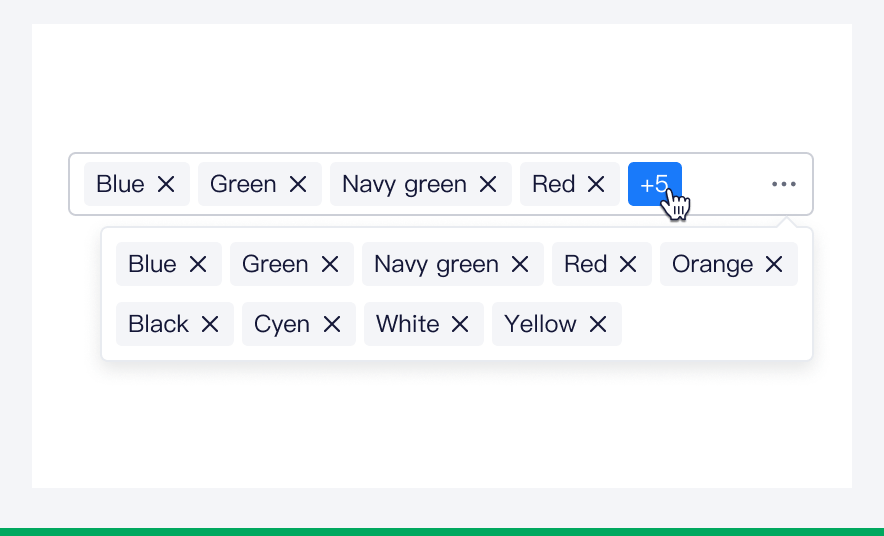 Blue Green Navy green Red +5
Blue Green Navy green Red Orange
Black Cyen White Yellow